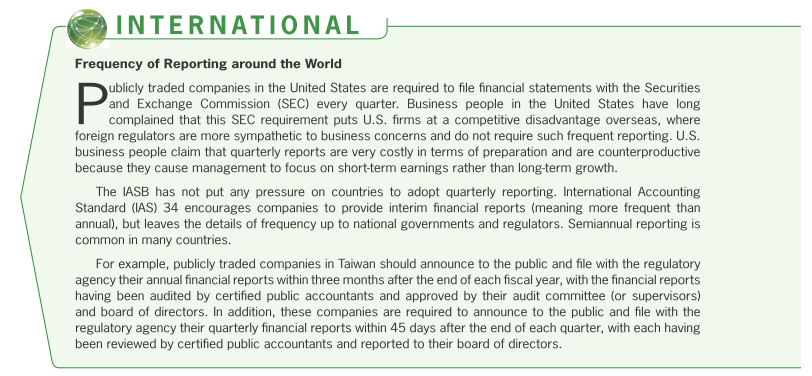 INTERNATIONAL
Frequency of Reporting around the World
Publicly traded companies in the United States are required to file financial statements with the Securities
and Exchange Commission (SEC) every quarter. Business people in the United States have long
complained that this SEC requirement puts U.S. firms at a competitive disadvantage overseas, where
foreign regulators are more sympathetic to business concerns and do not require such frequent reporting. U.S.
business people claim that quarterly reports are very costly in terms of preparation and are counterproductive
because they cause management to focus on short-term earnings rather than long-term growth.
The IASB has not put any pressure on countries to adopt quarterly reporting. International Accounting
Standard (IAS) 34 encourages companies to provide interim financial reports (meaning more frequent than
annual), but leaves the details of frequency up to national governments and regulators. Semiannual reporting is
common in many countries.
For example, publicly traded companies in Taiwan should announce to the public and file with the regulatory
agency their annual financial reports within three months after the end of each fiscal year, with the financial reports
having been audited by certified public accountants and approved by their audit committee (or supervisors)
and board of directors. In addition, these companies are required to announce to the public and file with the
regulatory agency their quarterly financial reports within 45 days after the end of each quarter, with each having
been reviewed by certified public accountants and reported to their board of directors.